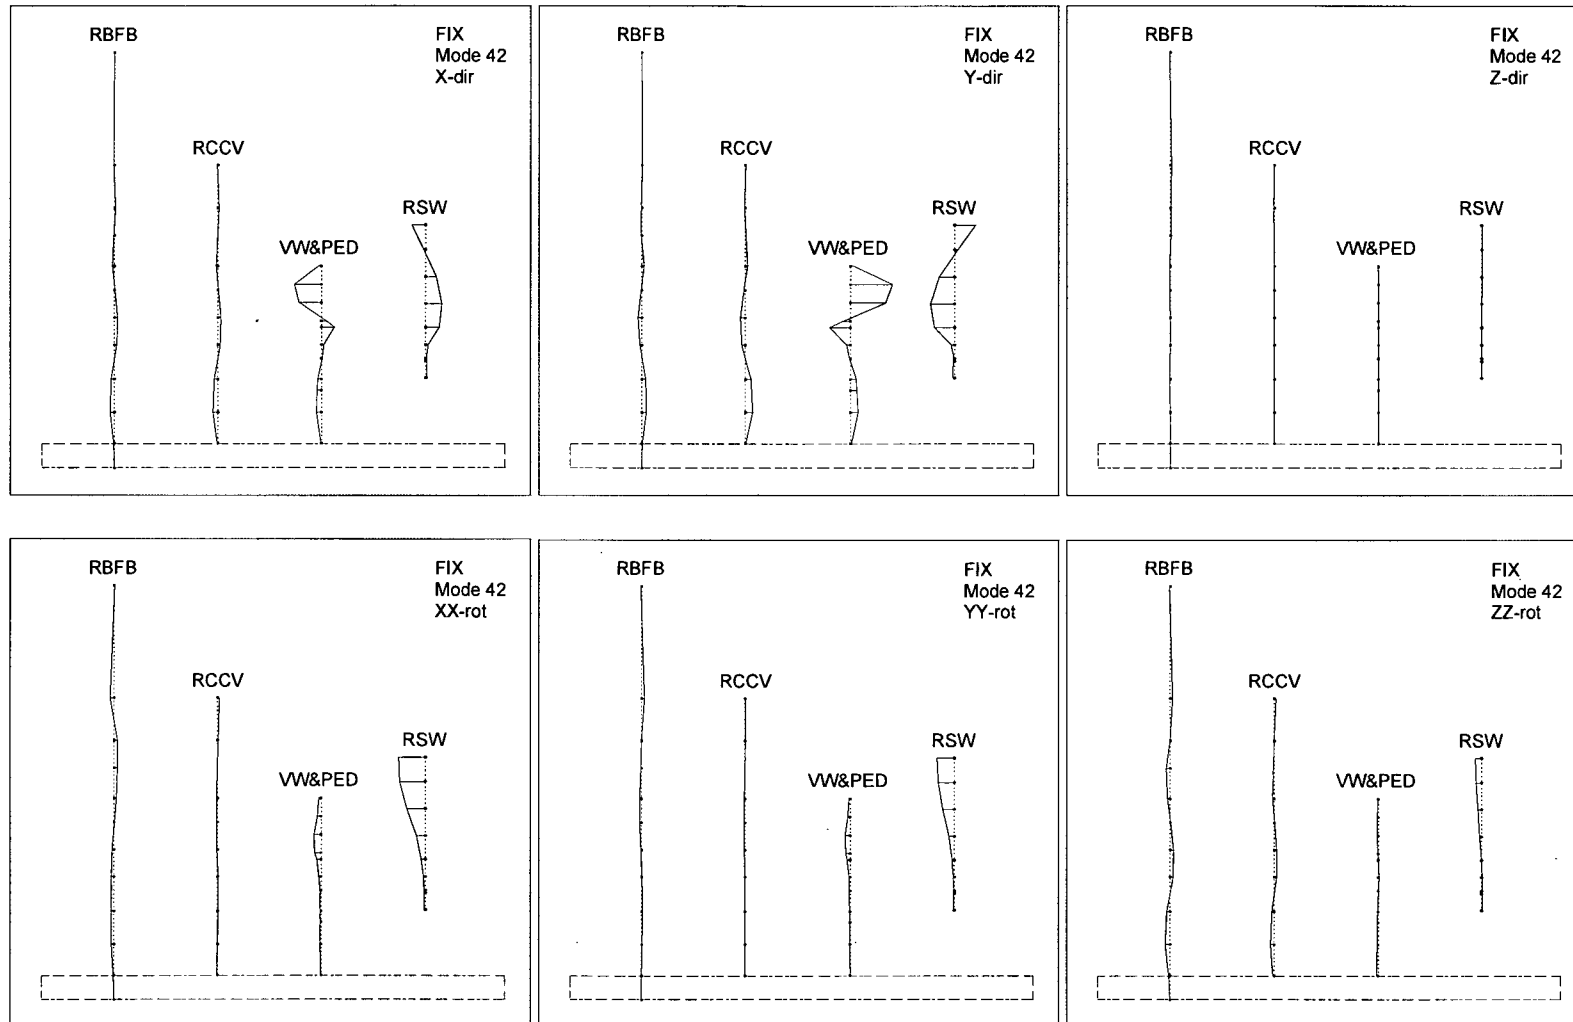 RBFB
FIX
Mode 42
X-dir
RCCV
RSW
VW&PED
RBFB
FIX
Mode 42
Y-dir
RCCV
RSW
VW&PED
RBFB
FIX
Mode 42
Z-dir
RCCV
RSW
VW&PED
RBFB
FIX
Mode 42
XX-rot
RCCV
RSW
VW&PED
RBFB
FIX
Mode 42
YY-rot
RCCV
RSW
VW&PED
RBFB
FIX
Mode 42
ZZ-rot
RCCV
RSW
VW&PED